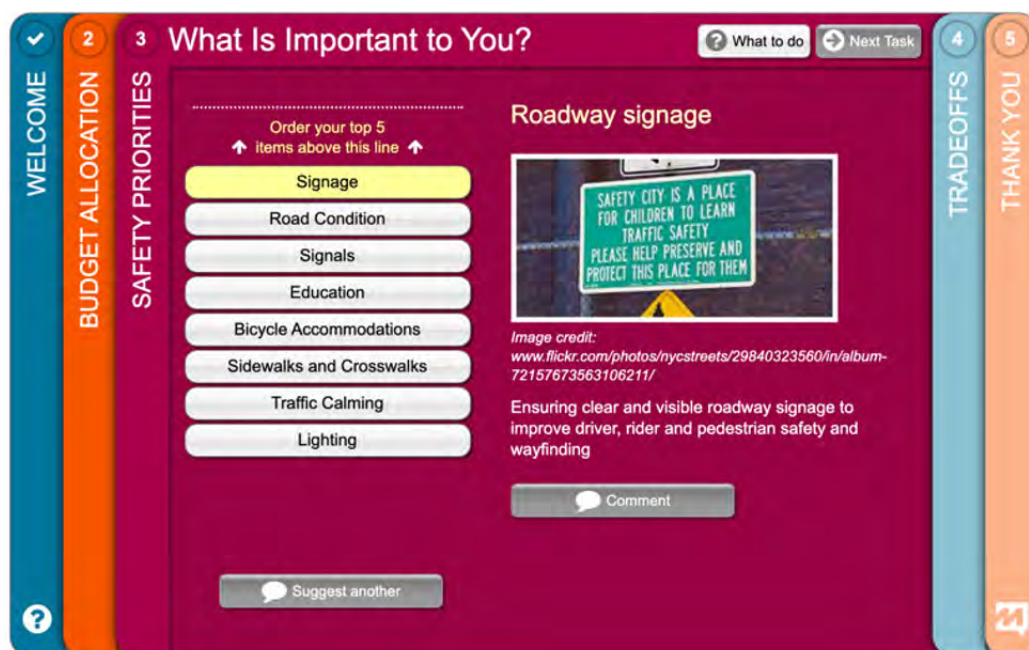 WELCOME
2
BUDGET ALLOCATION
3
SAFETY PRIORITIES
What Is Important to You?
? What to do
Next Task
Order your top 5
items above this line
Signage
Road Condition
Signals
Education
Bicycle Accommodations
Sidewalks and Crosswalks
Traffic Calming
Lighting
Suggest another
Roadway signage
SAFETY CITY IS A PLACE
FOR CHILDREN TO LEARN
TRAFFIC SAFETY
PLEASE HELP PRESERVE AND
PROTECT THIS PLACE FOR THEM
Image credit:
www.flickr.com/photos/nycstreets/29840323560/in/album-
72157673563106211/
Ensuring clear and visible roadway signage to
improve driver, rider and pedestrian safety and
wayfinding
Comment
4
TRADEOFFS
5
THANK YOU
?